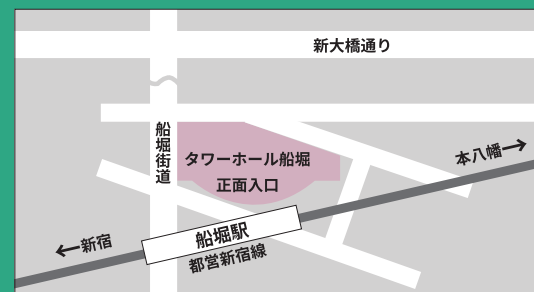 新大橋通り
船堀街道
タワーホール船堀
正面入口
本八幡→
←新宿
船堀駅
都営新宿線